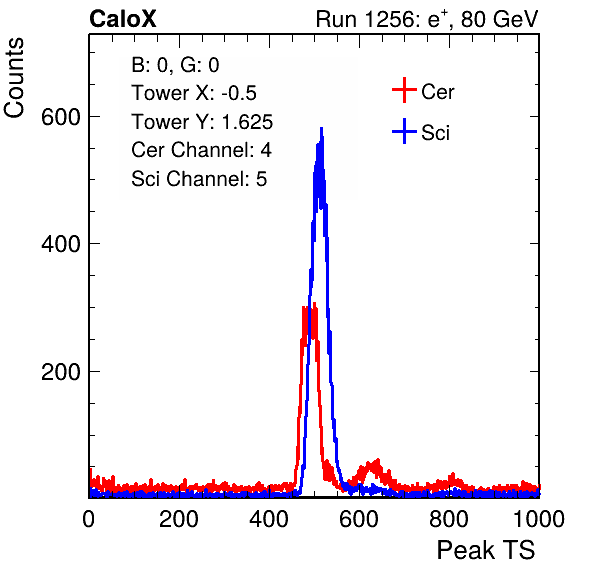 CaloX
Run 1256: e+, 80 GeV
Counts
B: 0, G: 0
Tower X: -0.5
Tower Y: 1.625
Cer Channel: 4
Sci Channel: 5
Cer
Sci
600
400
200
0 200 400 600 800 1000
Peak TS